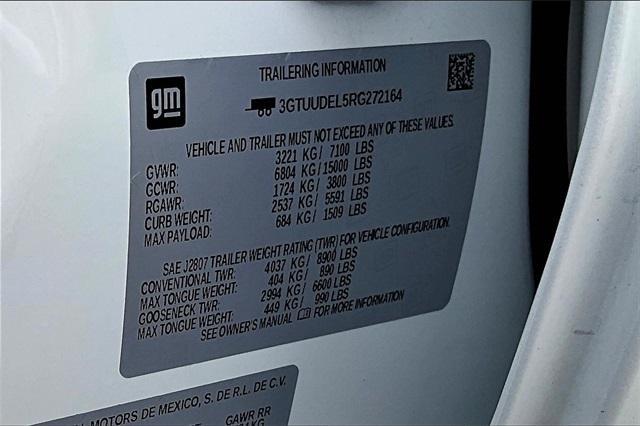 TRAILERING INFORMATION
gm
3GTUUDEL5RG272164
VEHICLE AND TRAILER MUST NOT EXCEED ANY OF THESE VALUES.
GVWR: 3221 KG/ 7100 LBS
GCWR: 6804 KG/15000 LBS
RGAWR: 1724 KG/ 3800 LBS
CURB WEIGHT: 2537 KG/ 5591 LBS
MAX PAYLOAD: 684 KG/ 1509 LBS
SAE J2807 TRAILER WEIGHT RATING (TWR) FOR VEHICLE CONFIGURATION.
CONVENTIONAL TWR: 4037 KG/ 8900 LBS
MAX TONGUE WEIGHT: 404 KG/ 890 LBS
GOOSENECK TWR: 2994 KG/ 6600 LBS
MAX TONGUE WEIGHT: 449 KG/ 990 LBS
SEE OWNER'S MANUAL FOR MORE INFORMATION
MOTORS DE MEXICO, S. DE R.L. DE C.V.
GAWR RR
KG